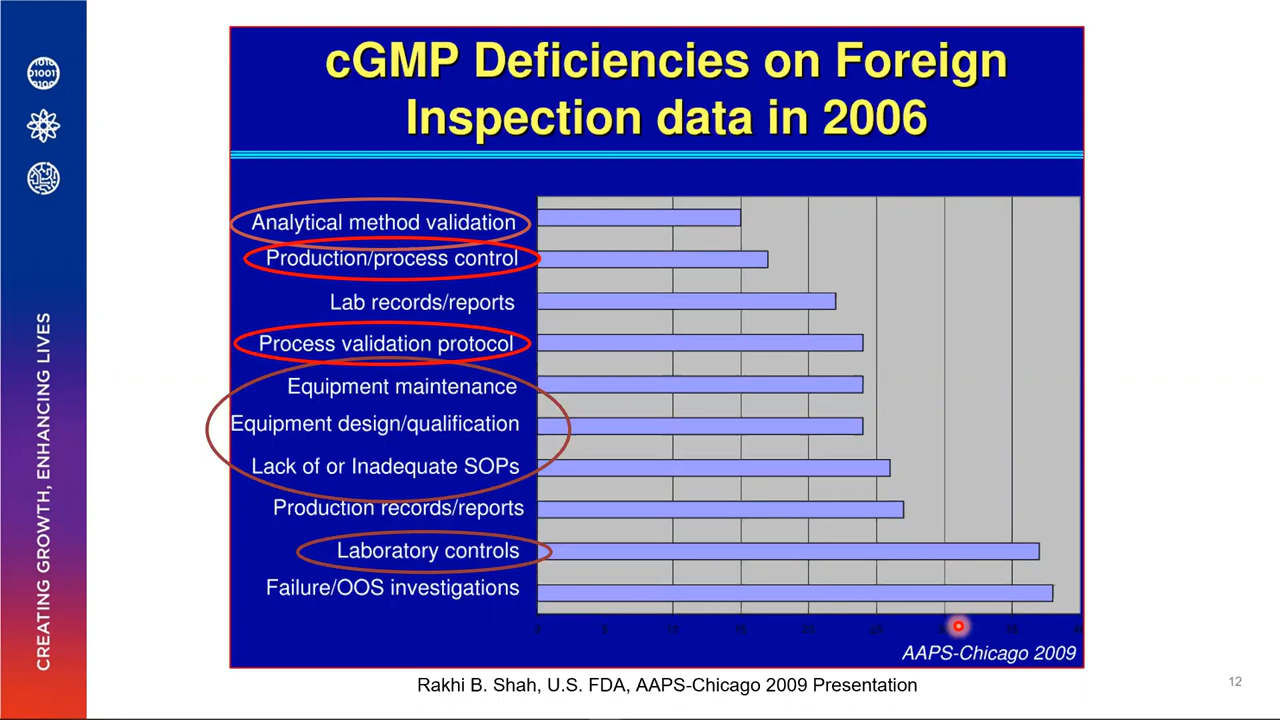 cGMP Deficiencies on Foreign
Inspection data in 2006
Analytical method validation
Production/process control
Lab records/reports
Process validation protocol
Equipment maintenance
Equipment design/qualification
Lack of or Inadequate SOPs
Production records/reports
Laboratory controls
Failure/OOS investigations
AAPS-Chicago 2009
Rakhi B. Shah, U.S. FDA, AAPS-Chicago 2009 Presentation
12
CREATING GROWTH, ENHANCING LIVES